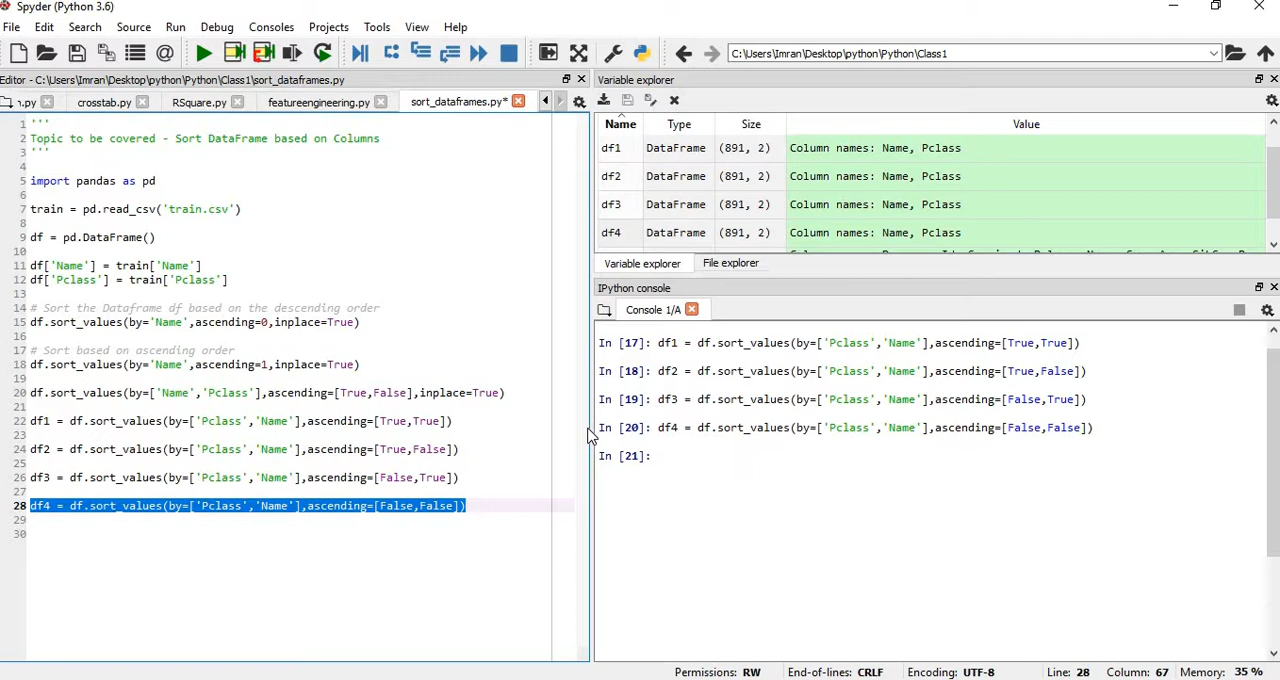 Spyder (Python 3.6)
File Edit Search Source Run Debug Consoles Projects Tools View Help
C:\Users\Imran\Desktop\python\Python\Class1
Editor - C:\Users\Imran\Desktop\python\Python\Class1\sort_dataframes.py
n.py crosstab.py RSquare.py featureengineering.py sort_dataframes.py*
1 '''
2 Topic to be covered - Sort DataFrame based on Columns
3 '''
4
5 import pandas as pd
6
7 train = pd.read_csv('train.csv')
8
9 df = pd.DataFrame()
10
11 df['Name'] = train['Name']
12 df['Pclass'] = train['Pclass']
13
14 # Sort the Dataframe df based on the descending order
15 df.sort_values(by='Name',ascending=0,inplace=True)
16
17 # Sort based on ascending order
18 df.sort_values(by='Name',ascending=1,inplace=True)
19
20 df.sort_values(by=['Name','Pclass'],ascending=[True,False],inplace=True)
21
22 df1 = df.sort_values(by=['Pclass','Name'],ascending=[True,True])
23
24 df2 = df.sort_values(by=['Pclass','Name'],ascending=[True,False])
25
26 df3 = df.sort_values(by=['Pclass','Name'],ascending=[False,True])
27
28 df4 = df.sort_values(by=['Pclass','Name'],ascending=[False,False])
29
30
Variable explorer
Name Type Size Value
df1 DataFrame (891, 2) Column names: Name, Pclass
df2 DataFrame (891, 2) Column names: Name, Pclass
df3 DataFrame (891, 2) Column names: Name, Pclass
df4 DataFrame (891, 2) Column names: Name, Pclass
Variable explorer File explorer
IPython console
Console 1/A
In [17]: df1 = df.sort_values(by=['Pclass','Name'],ascending=[True,True])
In [18]: df2 = df.sort_values(by=['Pclass','Name'],ascending=[True,False])
In [19]: df3 = df.sort_values(by=['Pclass','Name'],ascending=[False,True])
In [20]: df4 = df.sort_values(by=['Pclass','Name'],ascending=[False,False])
In [21]:
Permissions: RW End-of-lines: CRLF Encoding: UTF-8 Line: 28 Column: 67 Memory: 35 %